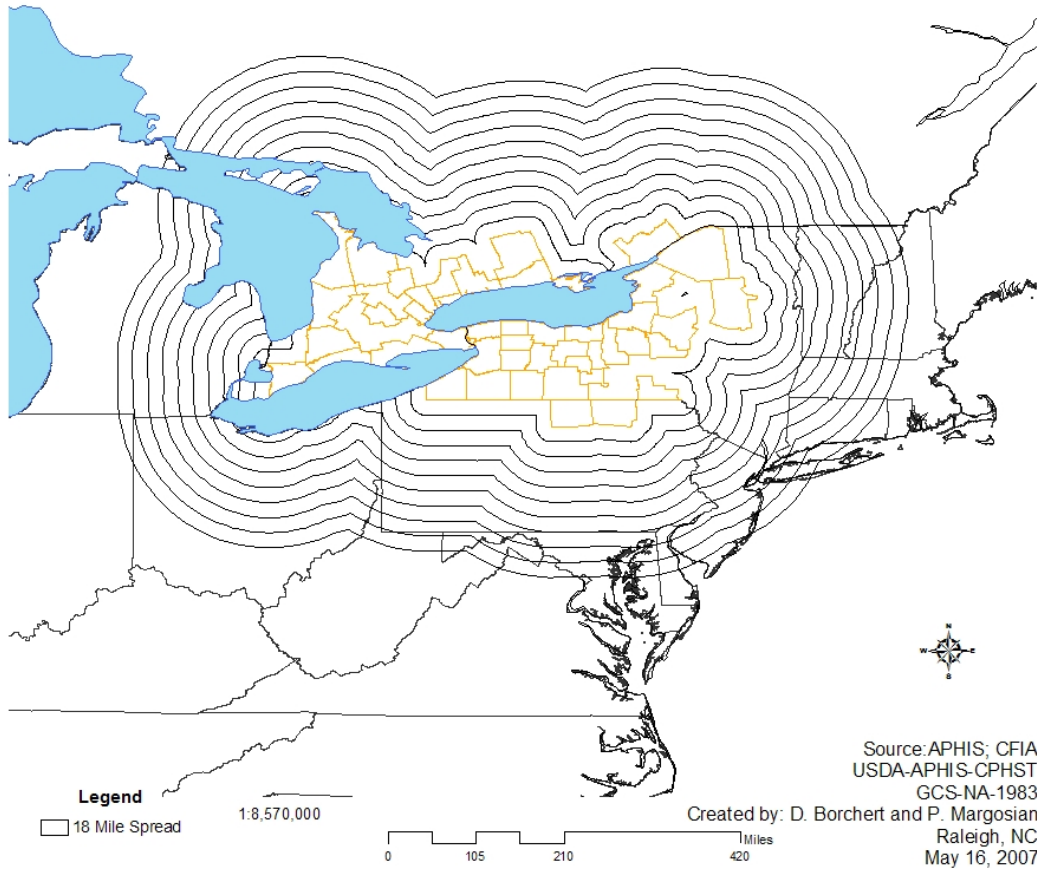 N
W E
S
Source:APHIS; CFIA
USDA-APHIS-CPHST
GCS-NA-1983
Created by: D. Borchert and P. Margosian
Raleigh, NC
May 16, 2007
Legend
18 Mile Spread
1:8,570,000
Miles
0 105 210 420